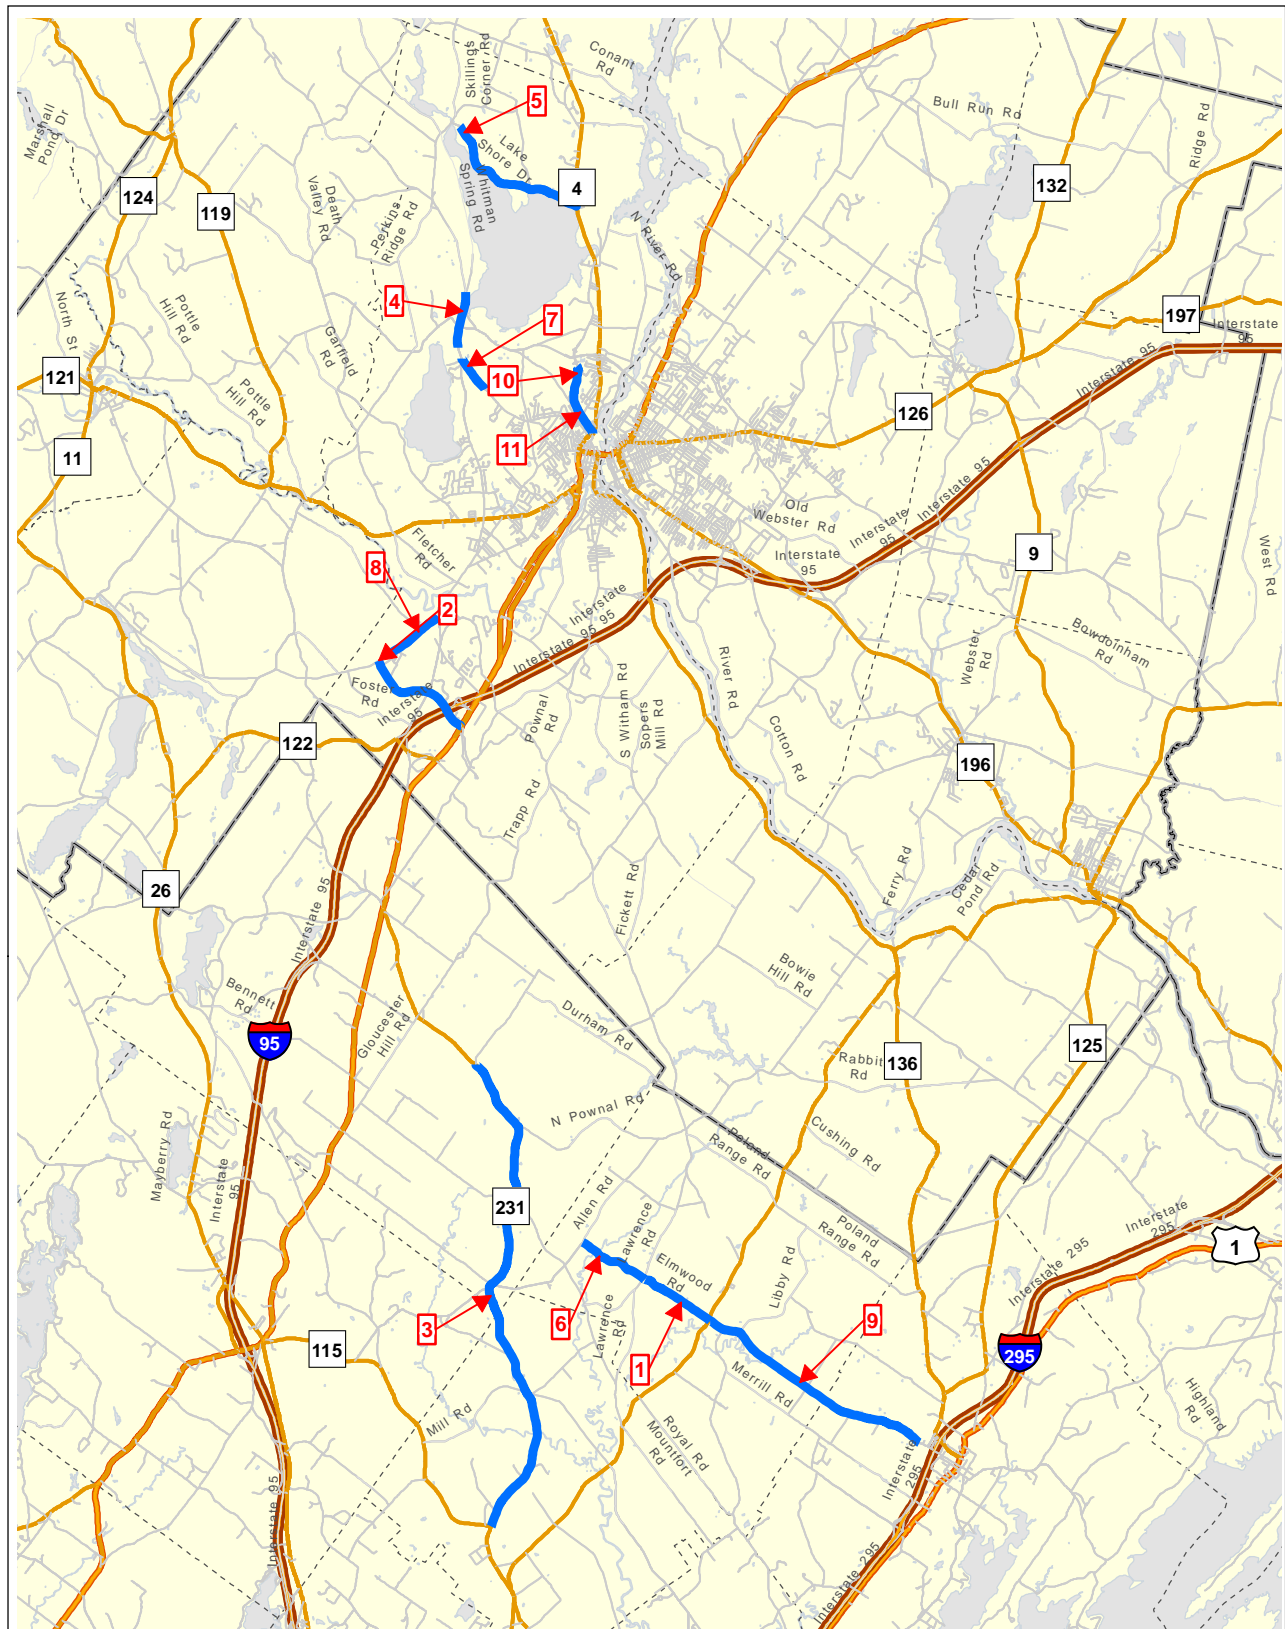 Skillings
Corner Rd
Conant
Rd
5
Marshall
Pond Dr
Bull Run Rd
Ridge Rd
Lake
Shore Dr
Whitman
Spring Rd
4
132
124
119
Death
Valley Rd
Perkins
Ridge Rd
N River Rd
North St
Pottle
Hill Rd
Garfield
Rd
4
7
197
Interstate
95
Interstate 95
121
10
Pottle
Hill Rd
126
11
11
Interstate 95
Old
Webster Rd
Interstate
95
Interstate
95
Fletcher
Rd
9
West Rd
8
2
Interstate
95
Interstate 95
Webster
Rd
Bowdoinham
Rd
Foster
Rd
Interstate
95
Pownal
Rd
S Witham Rd
Sopers
Mill Rd
River Rd
Cotton Rd
122
196
Trapp Rd
26
Ferry Rd
Cedar
Pond Rd
Fickett Rd
Interstate 95
Bowie
Hill Rd
Bennett
Rd
95
Gloucester
Hill Rd
Durham Rd
Rabbit
Rd
136
125
N Pownal Rd
Mayberry Rd
Poland
Range Rd
Cushing Rd
Interstate
95
231
Allen Rd
Lawrence
Rd
Poland
Range Rd
Interstate
295
1
Elmwood
Rd
Libby Rd
Interstate 295
3
6
Lawrence
Rd
9
115
1
295
Merrill Rd
Highland
Rd
Mill Rd
Royal Rd
Mountfort
Rd
Interstate
295
Interstate 95
Interstate 295